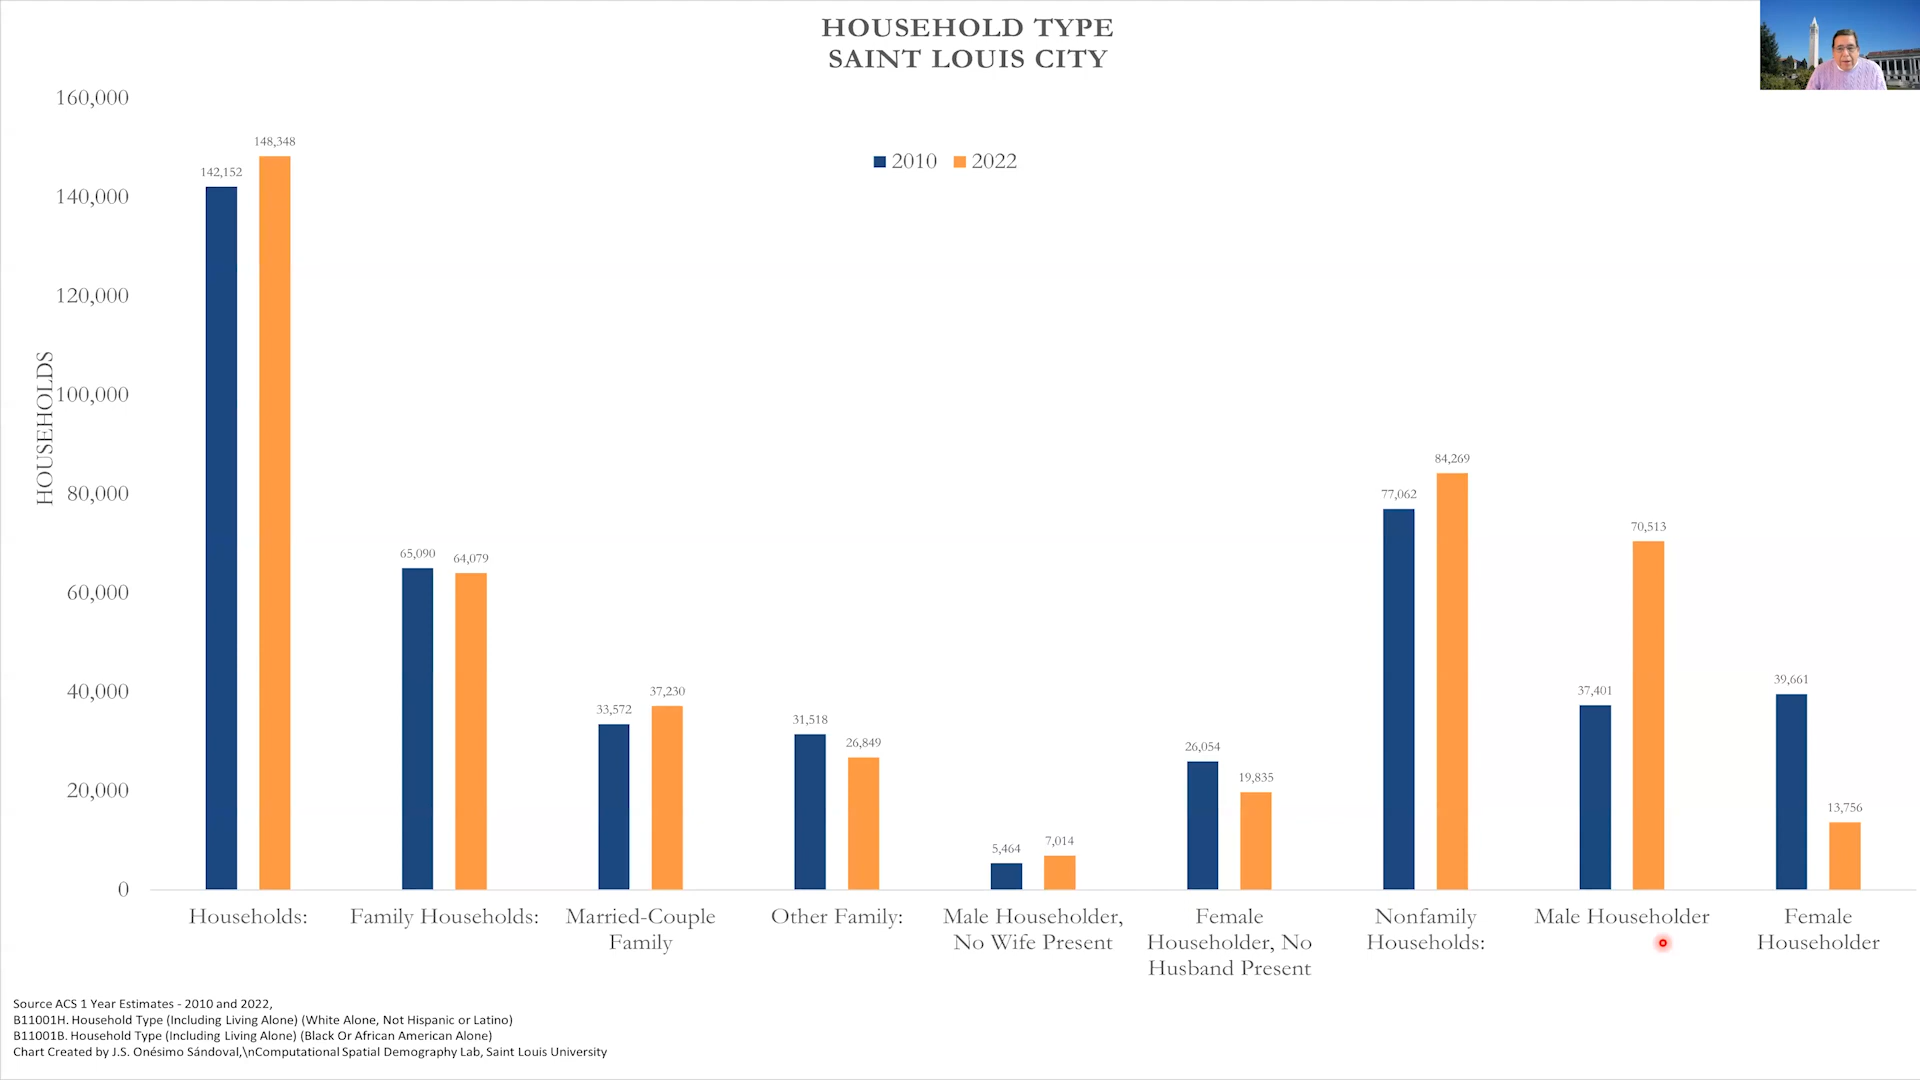 HOUSEHOLD TYPE
SAINT LOUIS CITY
2010 2022
HOUSEHOLDS
160,000
140,000
120,000
100,000
80,000
60,000
40,000
20,000
0
142,152 148,348
65,090 64,079
33,572 37,230
31,518 26,849
5,464 7,014
26,054 19,835
77,062 84,269
37,401 70,513
39,661 13,756
Households:
Family Households:
Married-Couple
Family
Other Family:
Male Householder,
No Wife Present
Female
Householder, No
Husband Present
Nonfamily
Households:
Male Householder
Female
Householder
Source ACS 1 Year Estimates - 2010 and 2022,
B11001H. Household Type (Including Living Alone) (White Alone, Not Hispanic or Latino)
B11001B. Household Type (Including Living Alone) (Black Or African American Alone)
Chart Created by J.S. Onésimo Sándoval,\nComputational Spatial Demography Lab, Saint Louis University